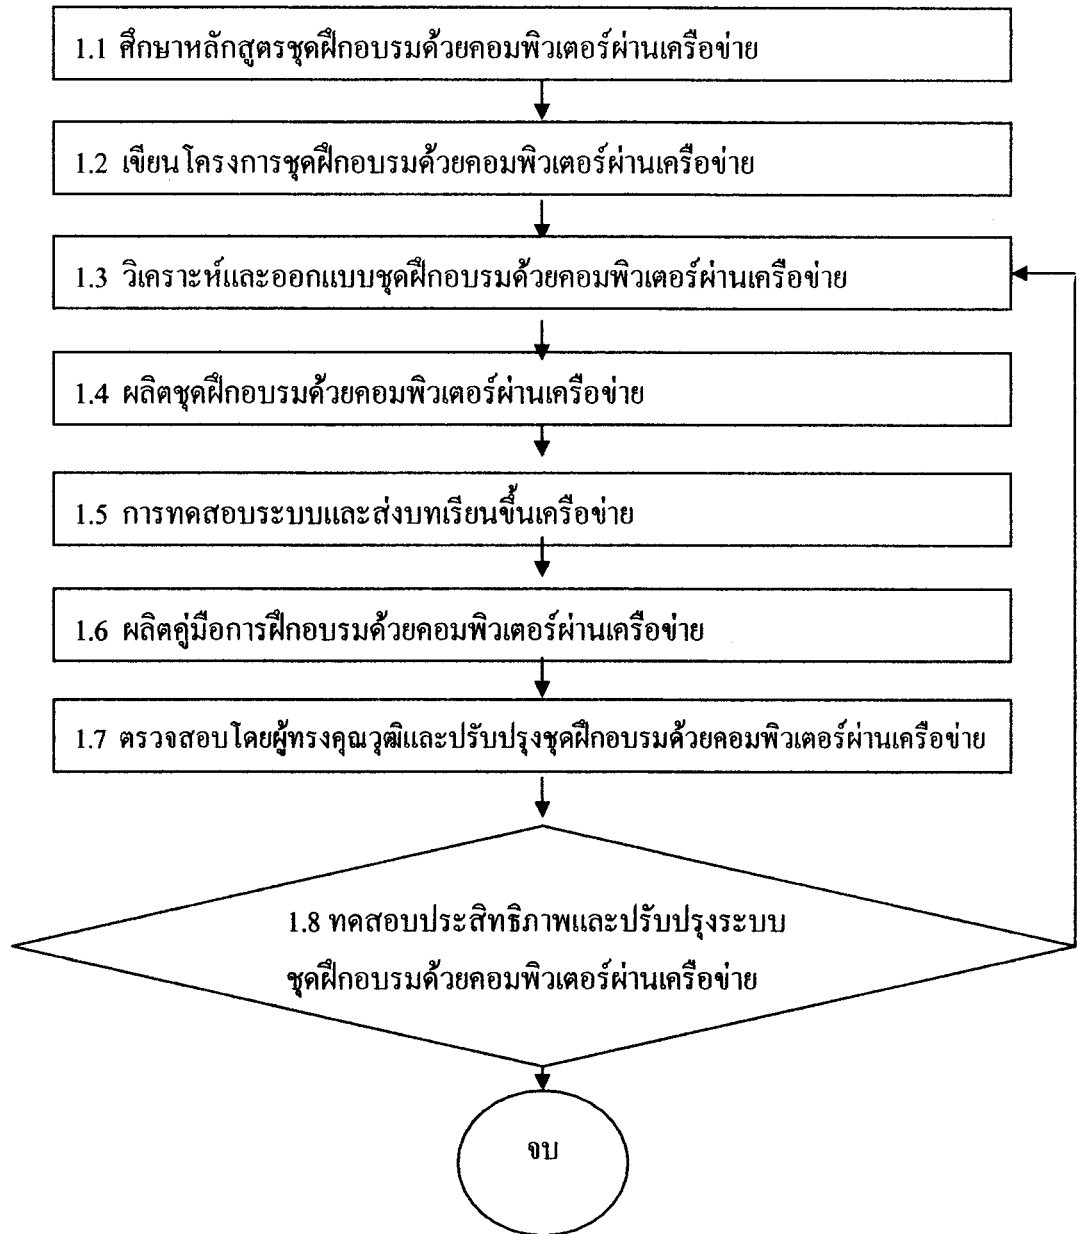 1.1 ศึกษาหลักสูตรชุดฝึกอบรมด้วยคอมพิวเตอร์ผ่านเครือข่าย
1.2 เขียนโครงการชุดฝึกอบรมด้วยคอมพิวเตอร์ผ่านเครือข่าย
1.3 วิเคราะห์และออกแบบชุดฝึกอบรมด้วยคอมพิวเตอร์ผ่านเครือข่าย
1.4 ผลิตชุดฝึกอบรมด้วยคอมพิวเตอร์ผ่านเครือข่าย
1.5 การทดสอบระบบและส่งบทเรียนขึ้นเครือข่าย
1.6 ผลิตคู่มือการฝึกอบรมด้วยคอมพิวเตอร์ผ่านเครือข่าย
1.7 ตรวจสอบโดยผู้ทรงคุณวุฒิและปรับปรุงชุดฝึกอบรมด้วยคอมพิวเตอร์ผ่านเครือข่าย
1.8 ทดสอบประสิทธิภาพและปรับปรุงระบบ
ชุดฝึกอบรมด้วยคอมพิวเตอร์ผ่านเครือข่าย
จบ